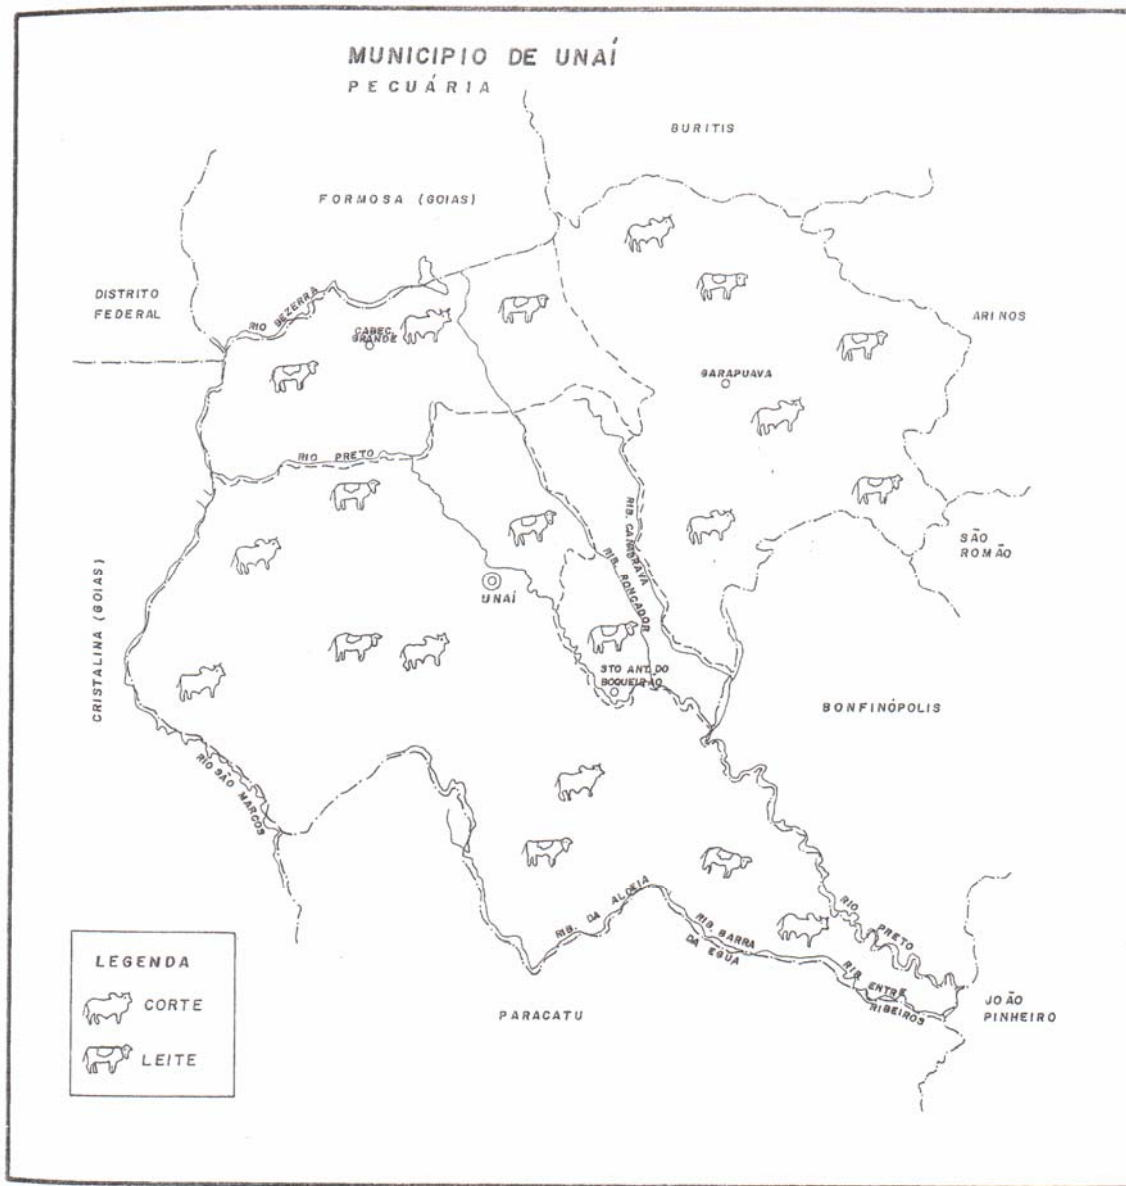 MUNICIPIO DE UNAÍ
PECUÁRIA
BURITIS
FORMOSA (GOIAS)
DISTRITO
FEDERAL
RIO BEZERRA
CABEC.
GRANDE
ARINOS
GARAPUAVA
RIO PRETO
RIB. CANABRAVA
RIB. RONCADOR
SÃO
ROMÃO
UNAÍ
CRISTALINA (GOIAS)
STO ANT. DO
BOQUEIRÃO
BONFINÓPOLIS
RIO SÃO MARCOS
RIB. DA ALDEIA
RIB. BARRA
DA EGUA
RIO PRETO
RIB. ENTRE
RIBEIROS
JOÃO
PINHEIRO
PARACATU
LEGENDA
CORTE
LEITE